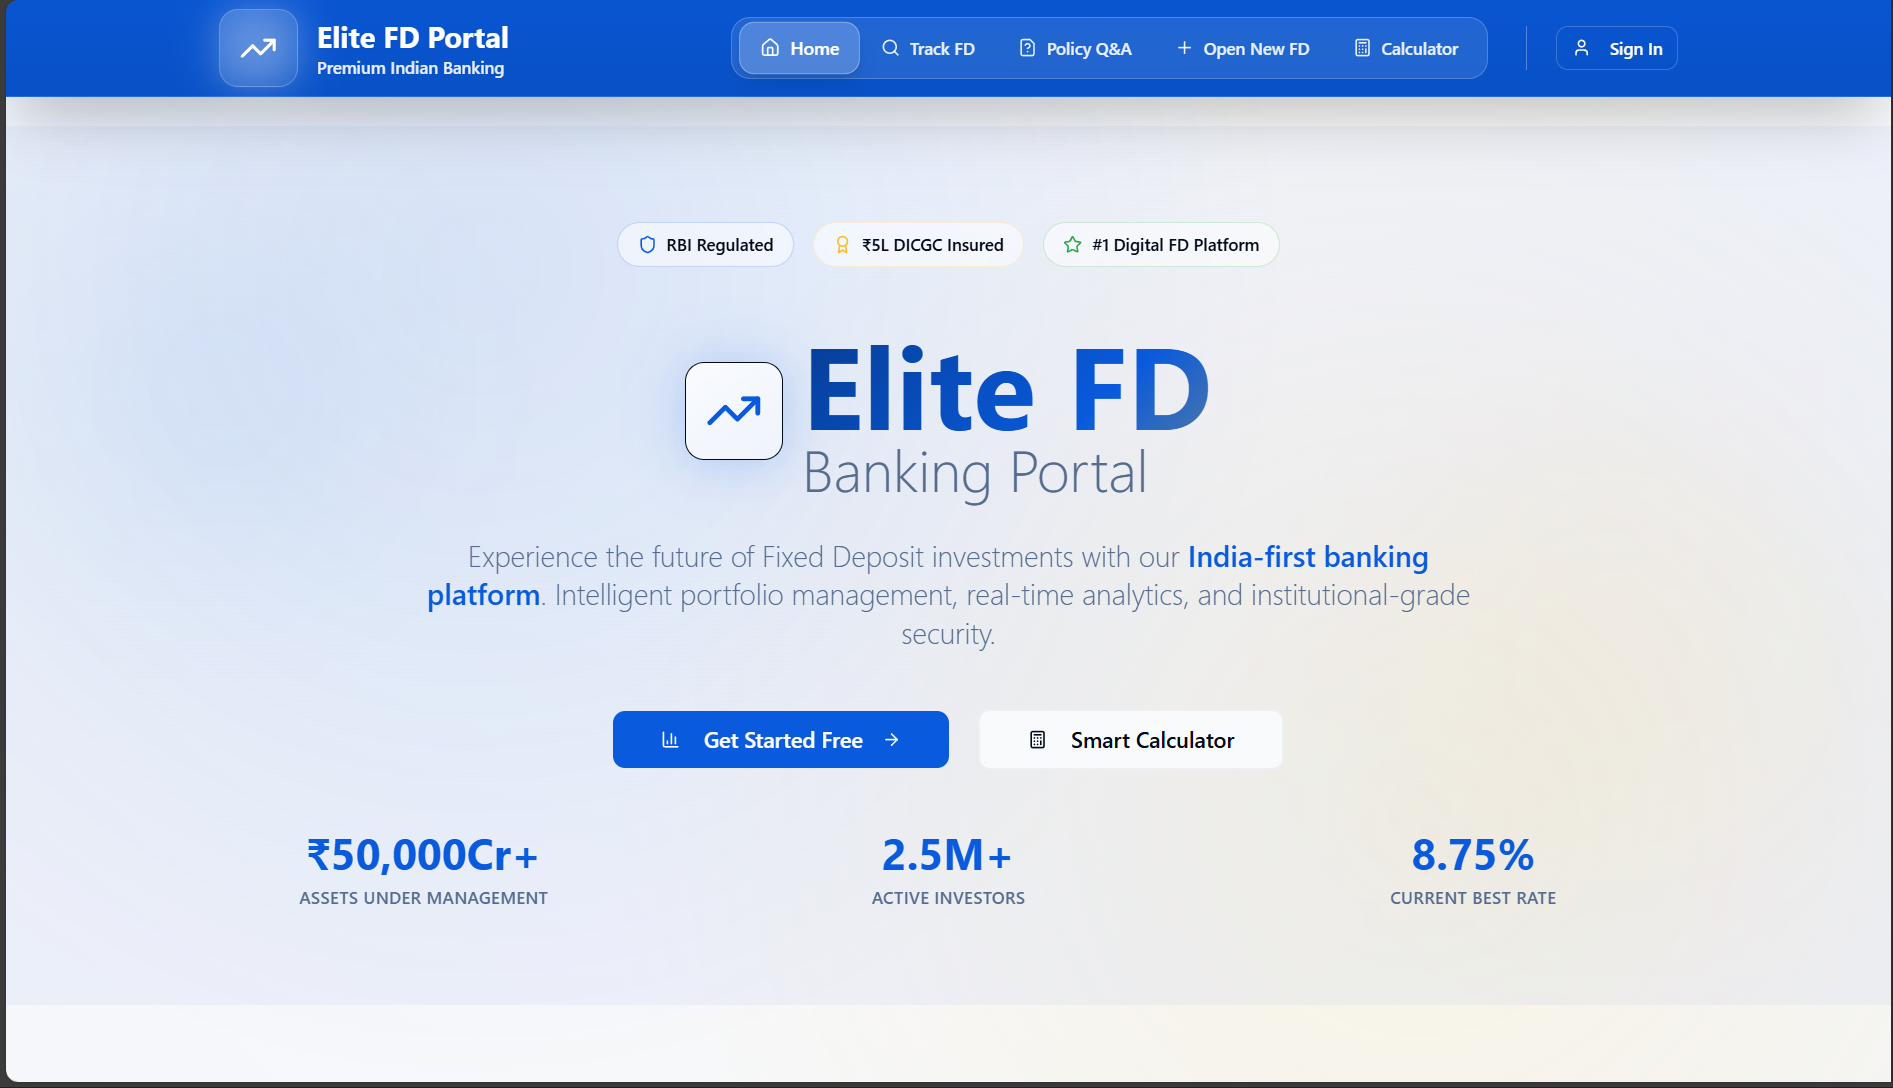 Elite FD Portal
Premium Indian Banking
Home
Track FD
Policy Q&A
Open New FD
Calculator
Sign In
RBI Regulated
₹5L DICGC Insured
#1 Digital FD Platform
Elite FD
Banking Portal
Experience the future of Fixed Deposit investments with our India-first banking
platform. Intelligent portfolio management, real-time analytics, and institutional-grade
security.
Get Started Free
Smart Calculator
₹50,000Cr+
ASSETS UNDER MANAGEMENT
2.5M+
ACTIVE INVESTORS
8.75%
CURRENT BEST RATE